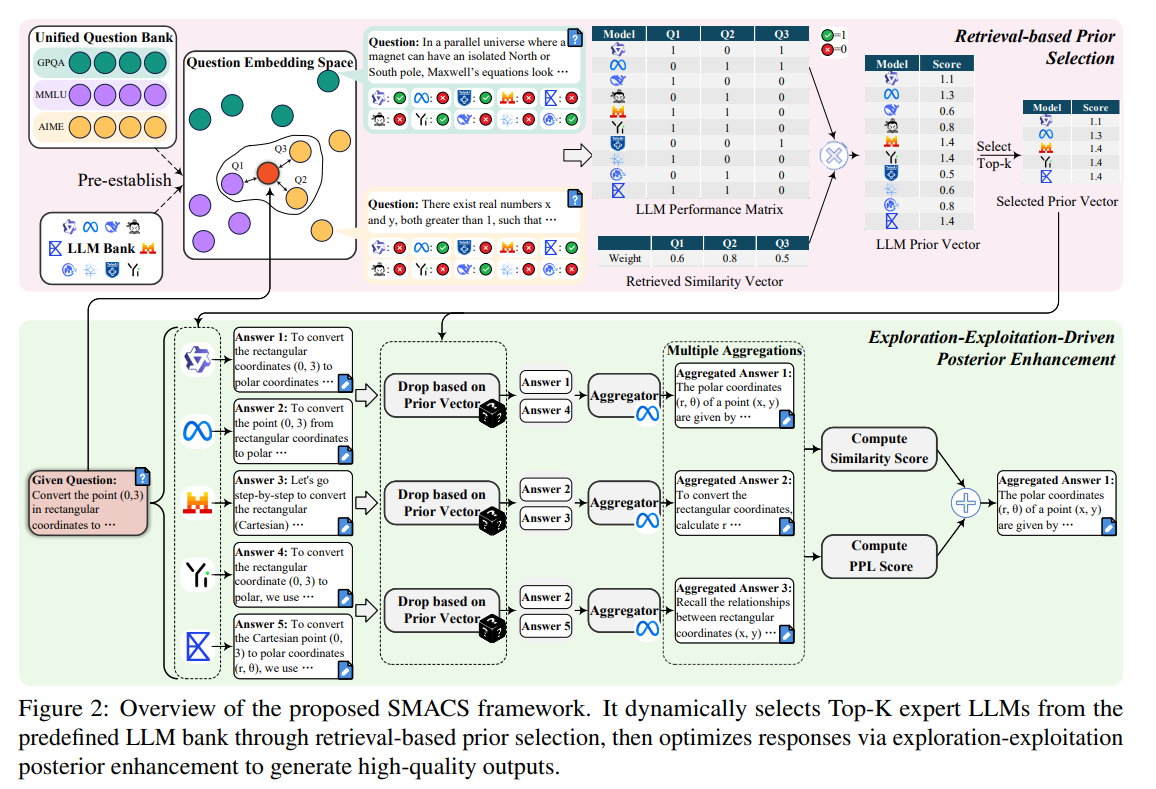 Unified Question Bank
GPQA
MMLU
AIME
Pre-establish
LLM Bank
Question Embedding Space
Q3
Q1
Q2
Question: In a parallel universe where a
magnet can have an isolated North or
South pole, Maxwell's equations look ···
Question: There exist real numbers x
and y, both greater than 1, such that ···
Model Q1 Q2 Q3
1 0 1
0 1 1
1 0 0
0 1 0
1 1 0
1 1 0
0 0 1
1 0 0
0 1 0
1 1 0
LLM Performance Matrix
Q1 Q2 Q3
Weight 0.6 0.8 0.5
Retrieved Similarity Vector
=1
=0
Model Score
1.1
1.3
0.6
0.8
1.4
1.4
0.5
0.6
0.8
1.4
LLM Prior Vector
Retrieval-based Prior
Selection
Select
Top-k
Model Score
1.1
1.3
1.4
1.4
1.4
Selected Prior Vector
Exploration-Exploitation-Driven
Posterior Enhancement
Given Question:
Convert the point (0,3)
in rectangular
coordinates to ···
Answer 1: To convert
the rectangular
coordinates (0, 3) to
polar coordinates ···
Answer 2: To convert
the point (0, 3) from
rectangular coordinates
to polar ···
Answer 3: Let's go
step-by-step to convert
the rectangular
(Cartesian) ···
Answer 4: To convert
the rectangular
coordinate (0, 3) to
polar, we use ···
Answer 5: To convert
the Cartesian point (0,
3) to polar coordinates
(r, θ), we use ···
Drop based on
Prior Vector
Answer 1
Answer 4
Aggregator
Drop based on
Prior Vector
Answer 2
Answer 3
Aggregator
Drop based on
Prior Vector
Answer 2
Answer 5
Aggregator
Multiple Aggregations
Aggregated Answer 1:
The polar coordinates
(r, θ) of a point (x, y)
are given by ···
Aggregated Answer 2:
To convert the
rectangular coordinates,
calculate r ···
Aggregated Answer 3:
Recall the relationships
between rectangular
coordinates (x, y) ···
Compute
Similarity Score
Compute
PPL Score
Aggregated Answer 1:
The polar coordinates
(r, θ) of a point (x, y)
are given by ···
Figure 2: Overview of the proposed SMACS framework. It dynamically selects Top-K expert LLMs from the
predefined LLM bank through retrieval-based prior selection, then optimizes responses via exploration-exploitation
posterior enhancement to generate high-quality outputs.